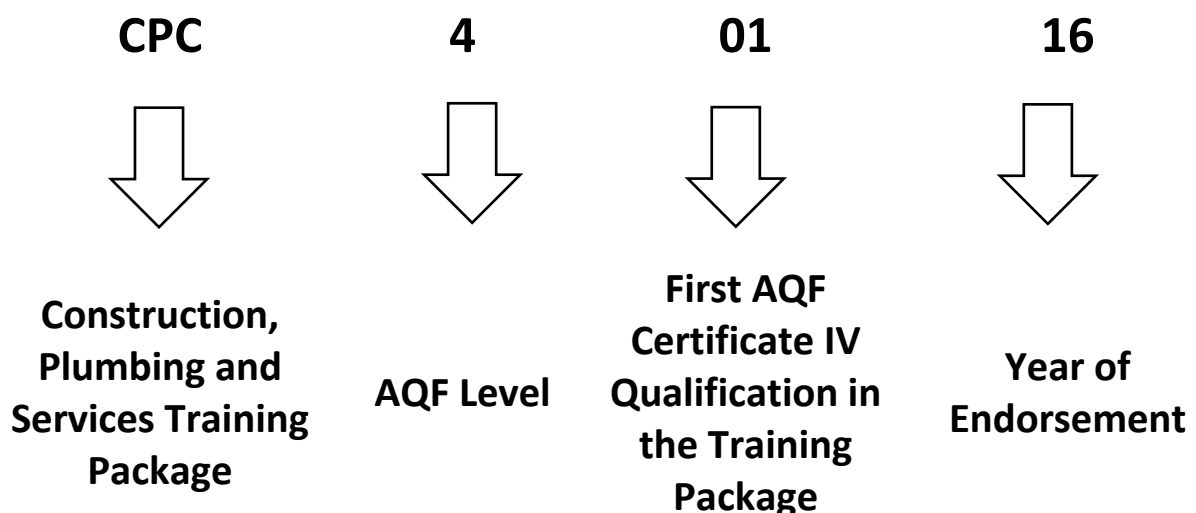 CPC 4 01 16
Construction,
Plumbing and
Services Training
Package
AQF Level
First AQF
Certificate IV
Qualification in
the Training
Package
Year of
Endorsement